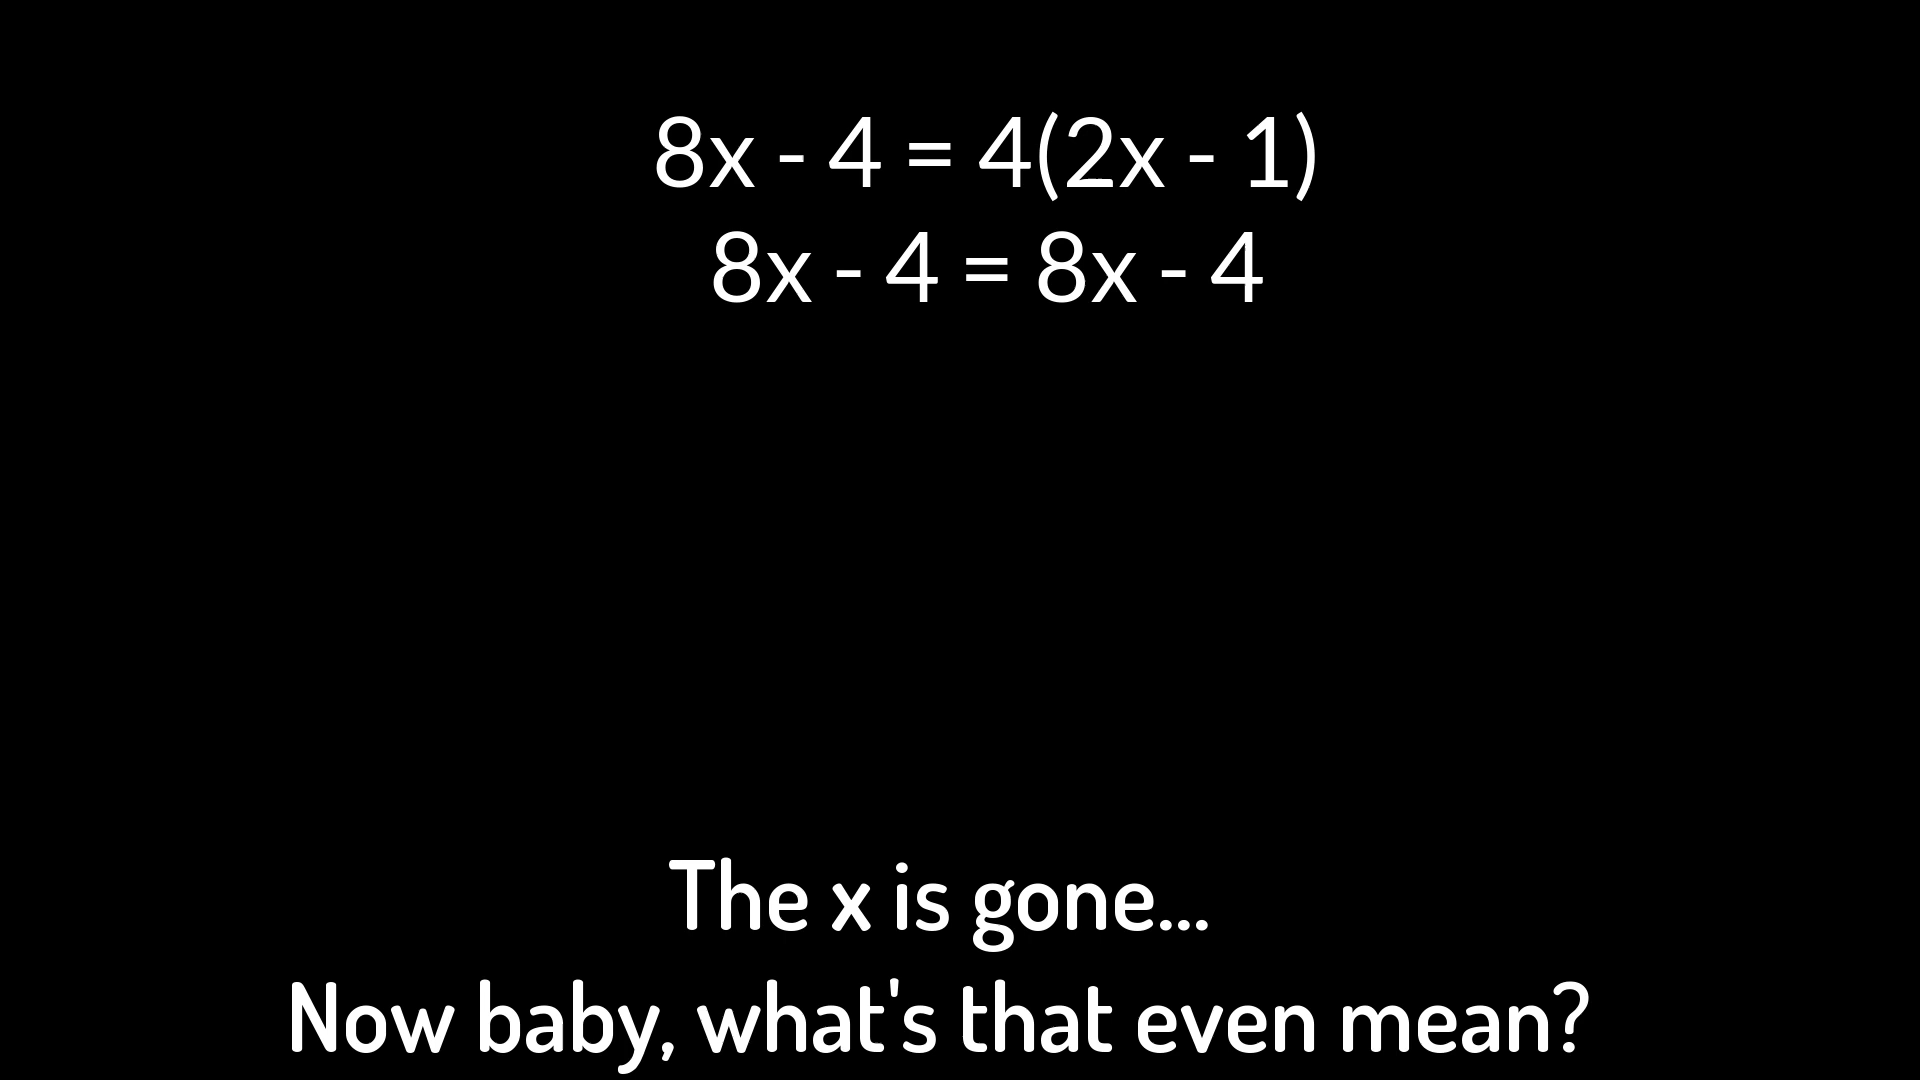 8x - 4 = 4(2x - 1)
8x - 4 = 8x - 4
The x is gone...
Now baby, what's that even mean?